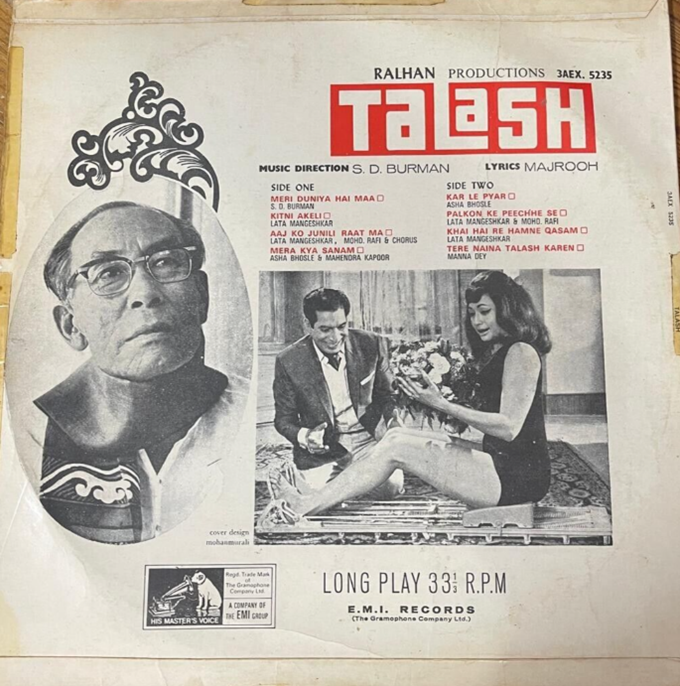 RALHAN PRODUCTIONS 3AEX. 5235
TALASH
MUSIC DIRECTION S. D. BURMAN LYRICS MAJROOH
SIDE ONE
MERI DUNIYA HAI MAA
S. D. BURMAN
KITNI AKELI
LATA MANGESHKAR
AAJ KO JUNILI RAAT MA
LATA MANGESHKAR, MOHD. RAFI & CHORUS
MERA KYA SANAM
ASHA BHOSLE & MAHENDRA KAPOOR
SIDE TWO
KAR LE PYAR
ASHA BHOSLE
PALKON KE PEECHHE SE
LATA MANGESHKAR & MOHD. RAFI
KHAI HAI RE HAMNE QASAM
LATA MANGESHKAR
TERE NAINA TALASH KAREN
MANNA DEY
3AEX 5235
TALASH
cover design
mohanmurali
HIS MASTER'S VOICE
Regd. Trade Mark
of
The Gramophone
Company Ltd.
A COMPANY OF
THE EMI GROUP
LONG PLAY 33⅓ R.P.M
E.M.I. RECORDS
(The Gramophone Company Ltd.)